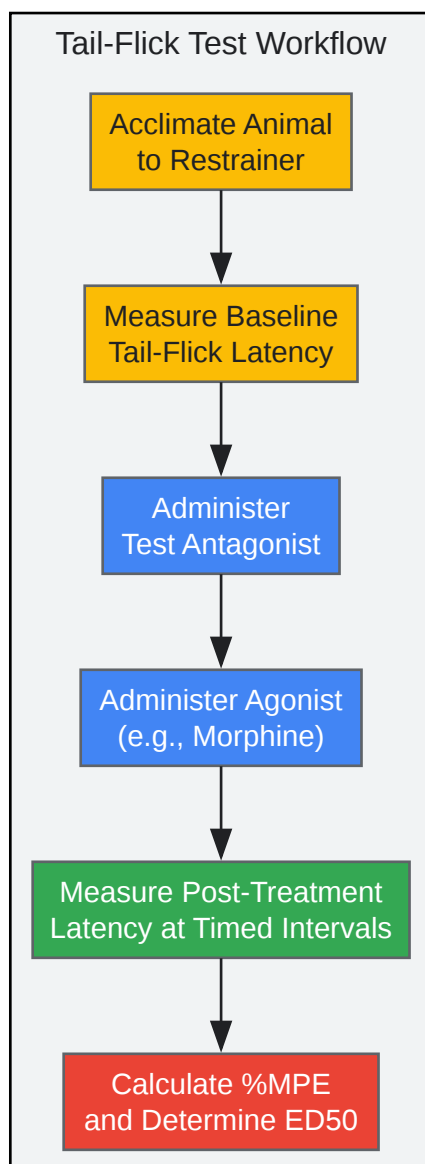 Tail-Flick Test Workflow
Acclimate Animal
to Restrainer
Measure Baseline
Tail-Flick Latency
Administer
Test Antagonist
Administer Agonist
(e.g., Morphine)
Measure Post-Treatment
Latency at Timed Intervals
Calculate %MPE
and Determine ED50